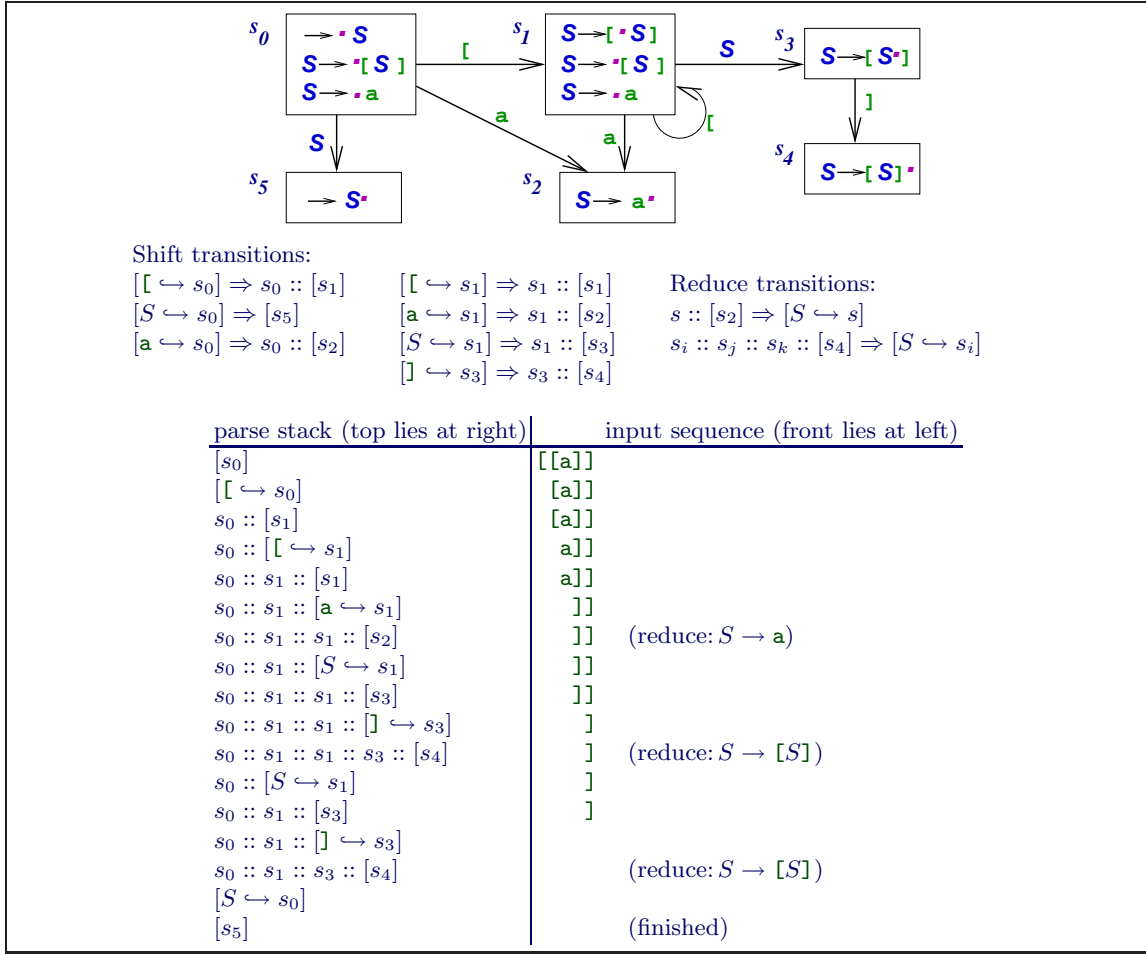 s0
→ ▪ S
S→ ▪[ S ]
S→ ▪ a
[
s1
S→[ ▪ S]
S→ ▪[ S ]
S→ ▪ a
S
s3
S→[ S▪]
a
[
]
S
a
s4
S→[ S] ▪
s5
→ S▪
s2
S→ a▪
Shift transitions:
[[ ↪ s0] ⇒ s0 :: [s1] [[ ↪ s1] ⇒ s1 :: [s1] Reduce transitions:
[S ↪ s0] ⇒ [s5] [a ↪ s1] ⇒ s1 :: [s2] s :: [s2] ⇒ [S ↪ s]
[a ↪ s0] ⇒ s0 :: [s2] [S ↪ s1] ⇒ s1 :: [s3] si :: sj :: sk :: [s4] ⇒ [S ↪ si]
[] ↪ s3] ⇒ s3 :: [s4]
parse stack (top lies at right) input sequence (front lies at left)
[s0] [[a]]
[[ ↪ s0] [a]]
s0 :: [s1] [a]]
s0 :: [[ ↪ s1] a]]
s0 :: s1 :: [s1] a]]
s0 :: s1 :: [a ↪ s1] ]]
s0 :: s1 :: s1 :: [s2] ]] (reduce: S → a)
s0 :: s1 :: [S ↪ s1] ]]
s0 :: s1 :: s1 :: [s3] ]]
s0 :: s1 :: s1 :: [] ↪ s3] ]
s0 :: s1 :: s1 :: s3 :: [s4] ] (reduce: S → [S])
s0 :: [S ↪ s1] ]
s0 :: s1 :: [s3] ]
s0 :: s1 :: [] ↪ s3]
s0 :: s1 :: s3 :: [s4] (reduce: S → [S])
[S ↪ s0]
[s5] (finished)